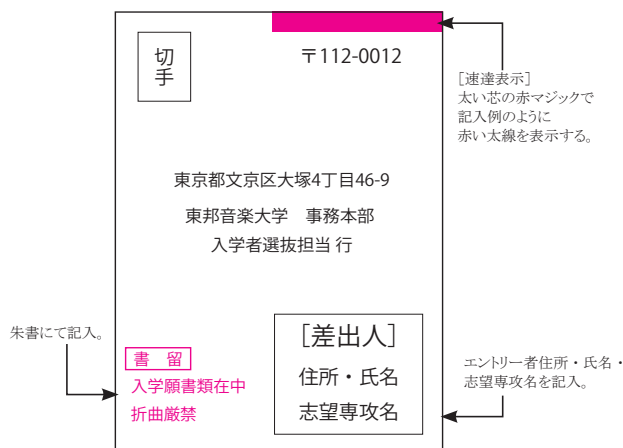 切
手
〒112-0012
［速達表示］
太い芯の赤マジックで
記入例のように
赤い太線を表示する。
東京都文京区大塚4丁目46-9
東邦音楽大学　事務本部
入学者選抜担当 行
朱書にて記入。
書　留
入学願書類在中
折曲厳禁
［差出人］
住所・氏名
志望専攻名
エントリー者住所・氏名・
志望専攻名を記入。